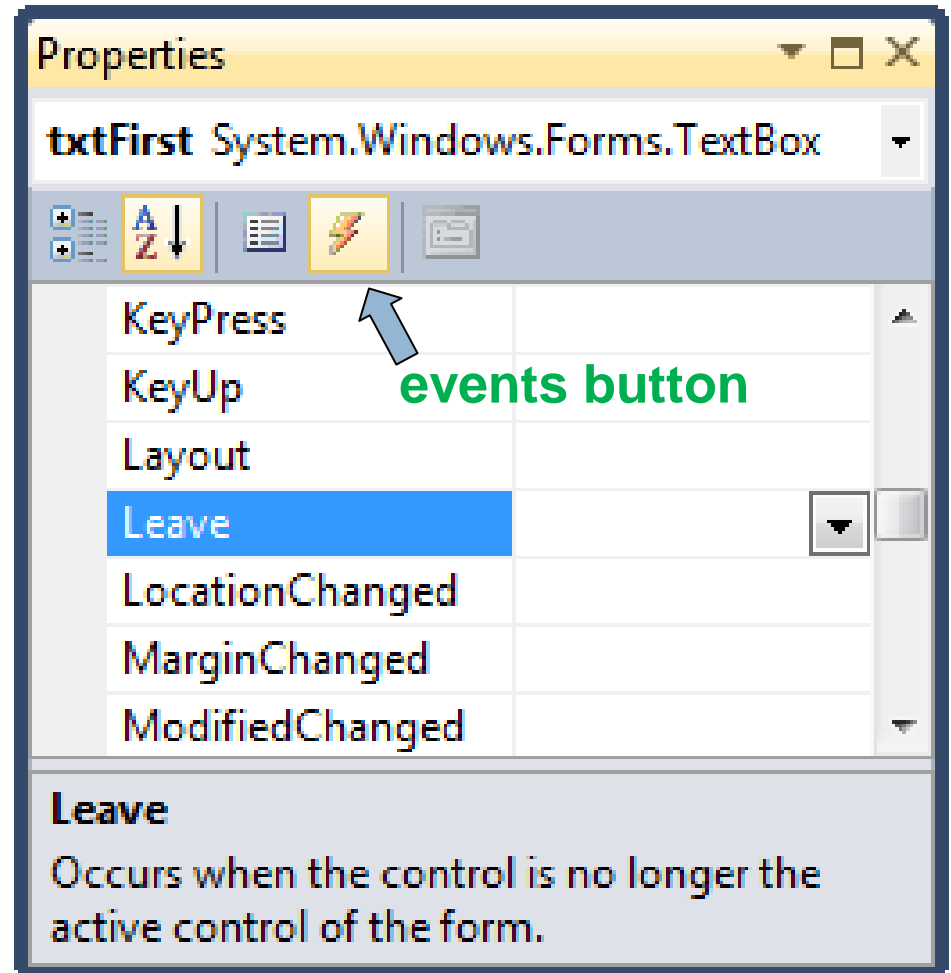 Properties
txtFirst System.Windows.Forms.TextBox
A
Z
KeyPress
KeyUp
events button
Layout
Leave
LocationChanged
MarginChanged
ModifiedChanged
Leave
Occurs when the control is no longer the
active control of the form.